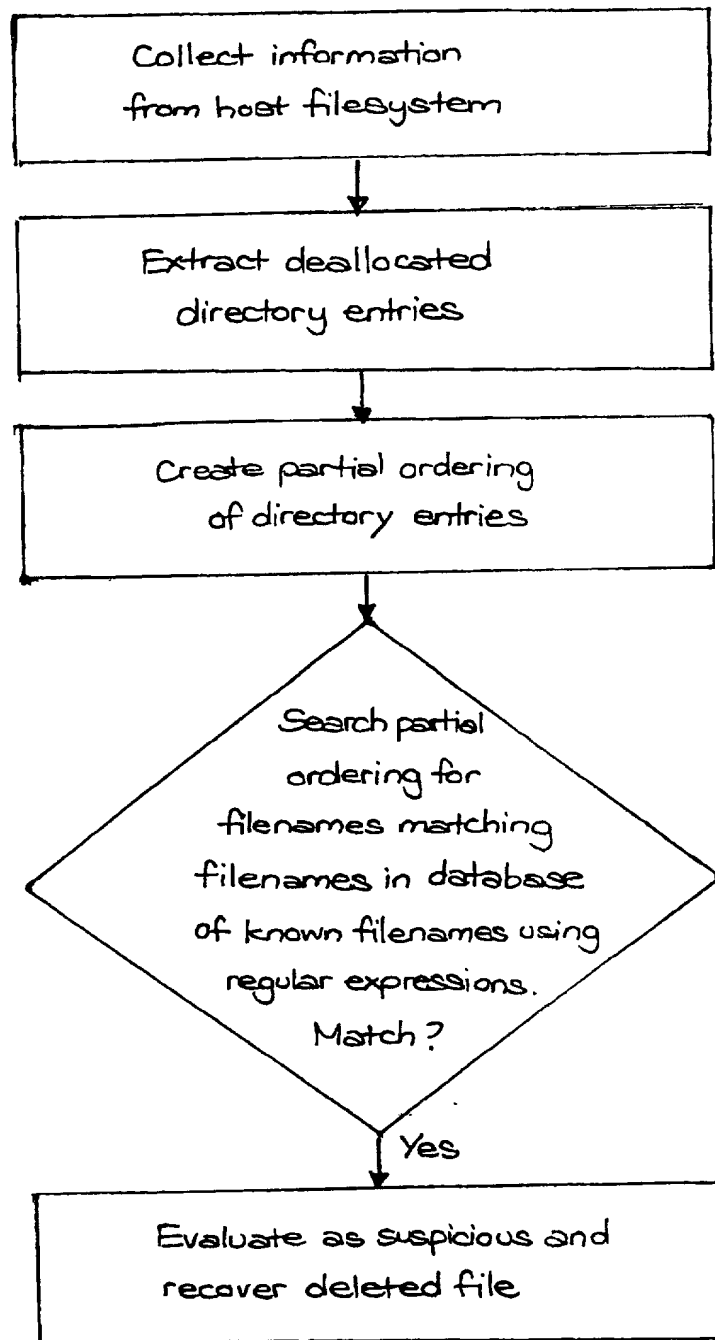 Collect information
from host filesystem
Extract deallocated
directory entries
Create partial ordering
of directory entries
Search partial
ordering for
filenames matching
filenames in database
of known filenames using
regular expressions.
Match?
Yes
Evaluate as suspicious and
recover deleted file